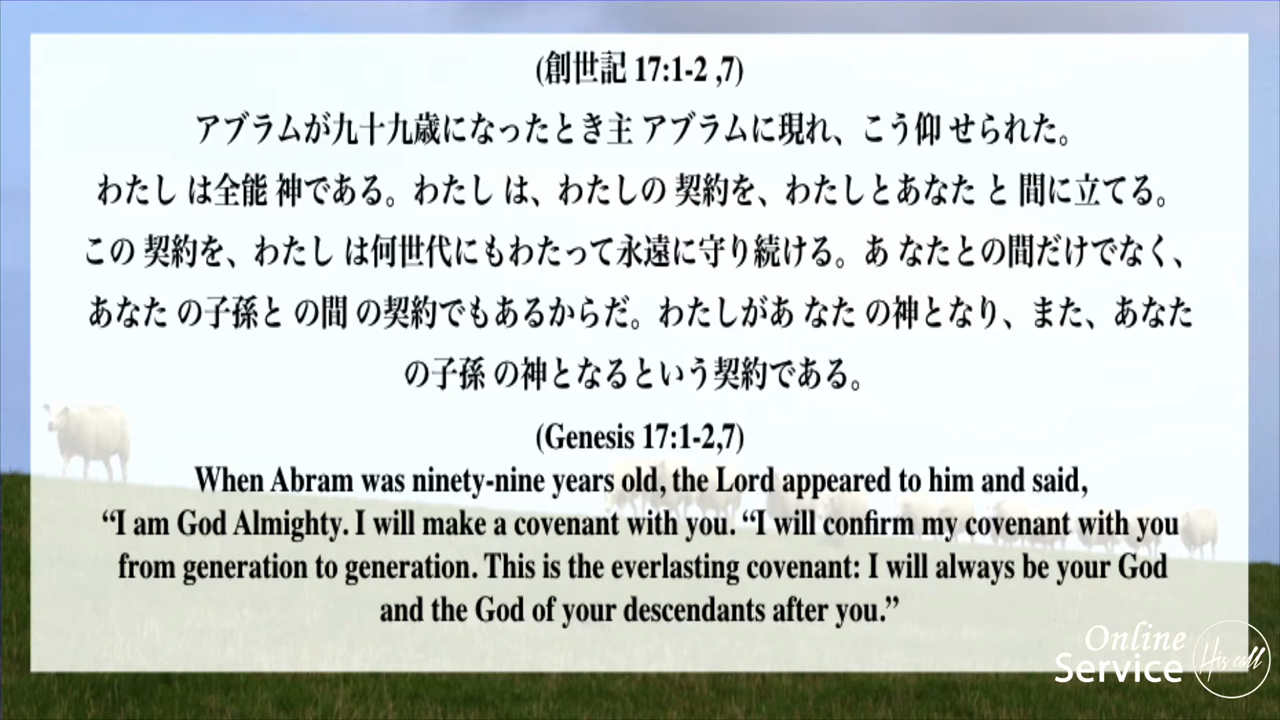 (創世記 17:1-2 ,7)
アブラムが九十九歳になったとき主 アブラムに現れ、こう仰 せられた。
わたし は全能 神である。わたし は、わたしの 契約を、わたしとあなた と 間に立てる。
この 契約を、わたし は何世代にもわたって永遠に守り続ける。あ なたとの間だけでなく、
あなた の子孫と の間 の契約でもあるからだ。わたしがあ なた の神となり、また、あなた
の子孫 の神となるという契約である。
(Genesis 17:1-2,7)
When Abram was ninety-nine years old, the Lord appeared to him and said,
“I am God Almighty. I will make a covenant with you. “I will confirm my covenant with you
from generation to generation. This is the everlasting covenant: I will always be your God
and the God of your descendants after you.”
Online
Service
His call